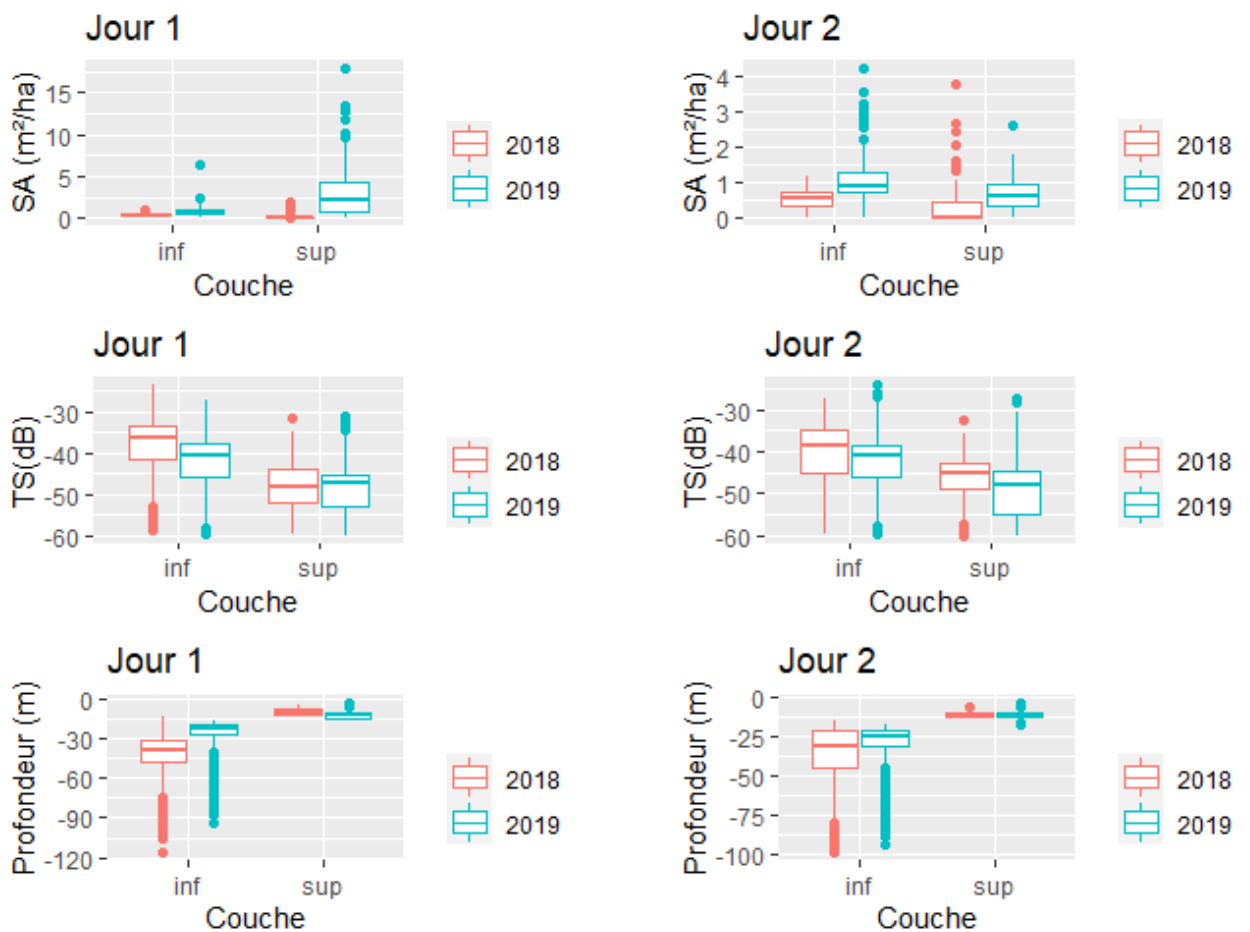 Jour 1
SA (m²/ha)
15
10
5
0
inf sup
Couche
2018
2019
Jour 2
SA (m²/ha)
4
3
2
1
0
inf sup
Couche
2018
2019
Jour 1
TS(dB)
-30
-40
-50
-60
inf sup
Couche
2018
2019
Jour 2
TS(dB)
-30
-40
-50
-60
inf sup
Couche
2018
2019
Jour 1
Profondeur (m)
0
-30
-60
-90
-120
inf sup
Couche
2018
2019
Jour 2
Profondeur (m)
0
-25
-50
-75
-100
inf sup
Couche
2018
2019